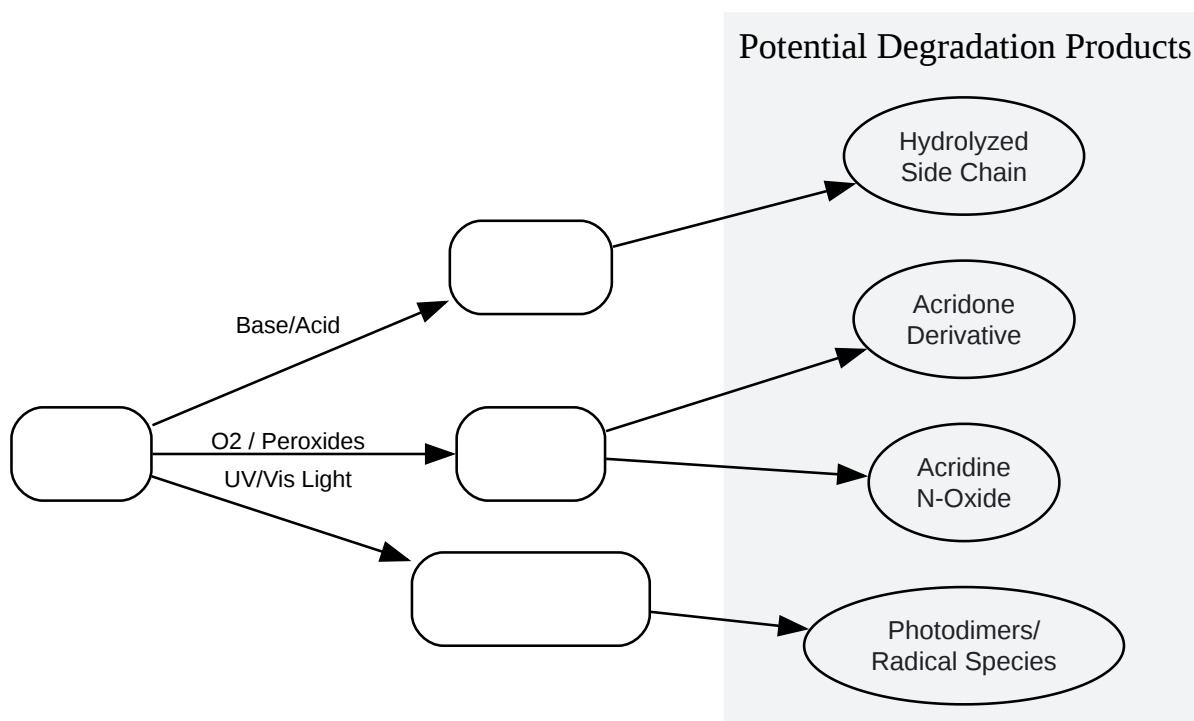 Potential Degradation Products
Hydrolyzed
Side Chain
Base/Acid
Acridone
Derivative
O2 / Peroxides
UV/Vis Light
Acridine
N-Oxide
Photodimers/
Radical Species